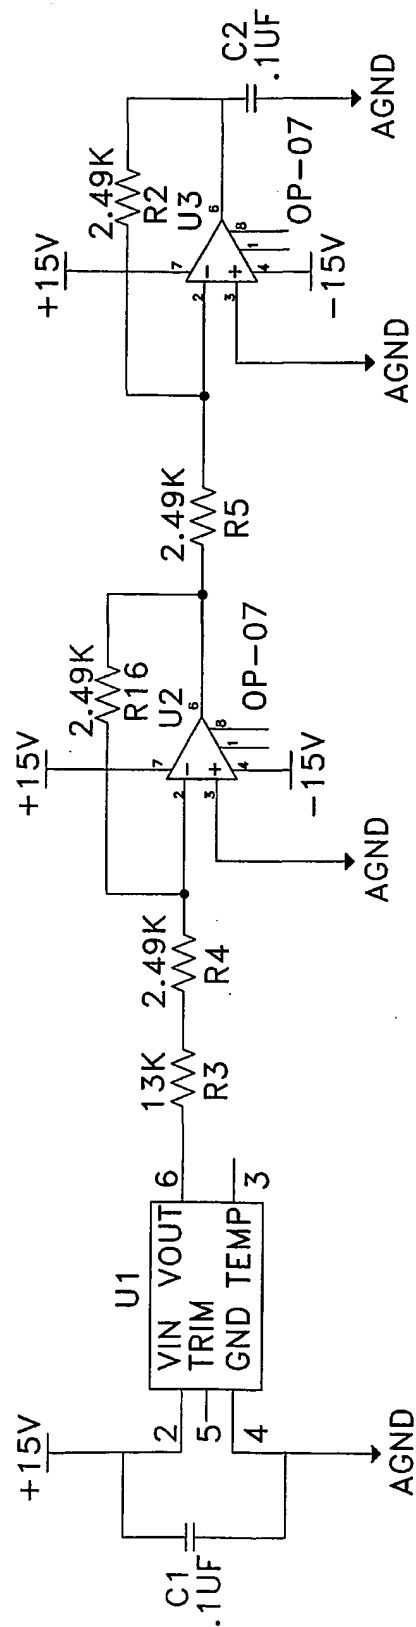 +15V
C1
.1UF
2
5
4
AGND
U1
VIN VOUT
TRIM
GND TEMP
6
3
13K
R3
2.49K
R4
2.49K
R16
+15V
U2
7
2
3
6
8
1
4
OP-07
-15V
AGND
2.49K
R5
2.49K
R2
+15V
U3
7
2
3
6
8
1
4
OP-07
-15V
AGND
C2
.1UF
AGND